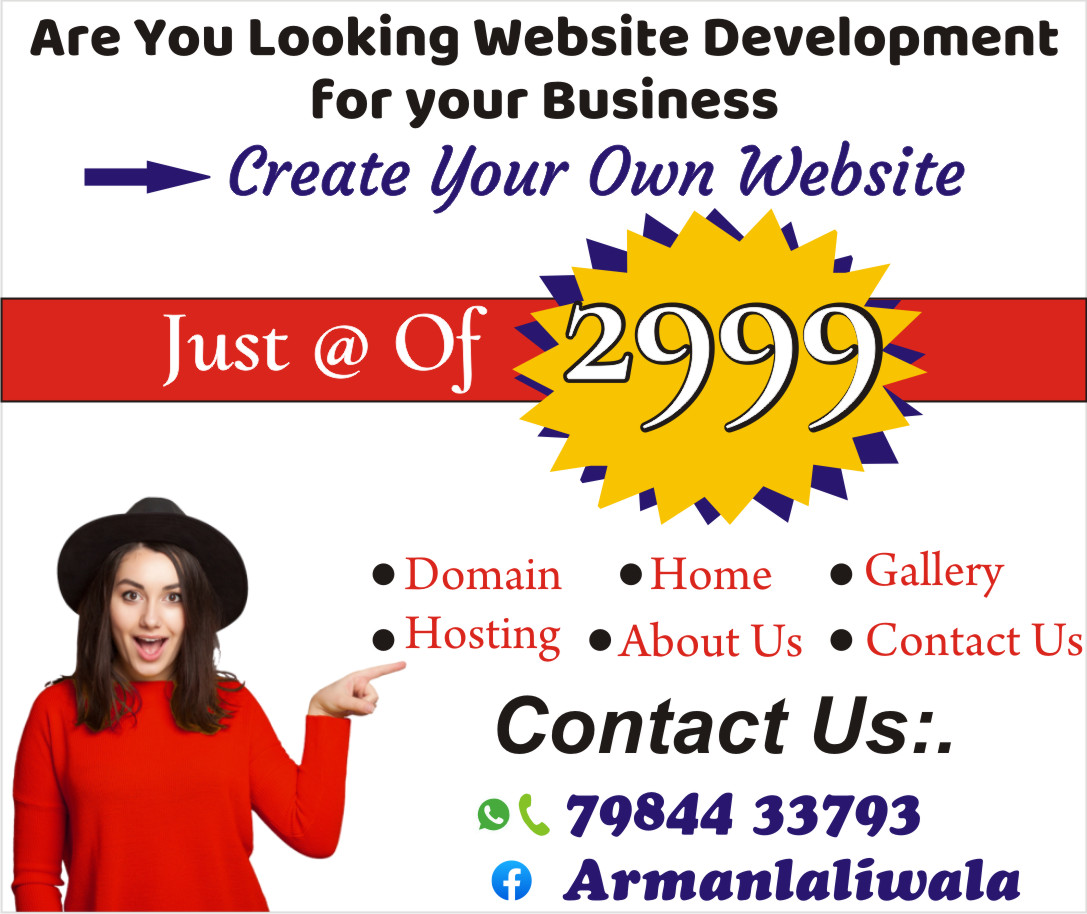 Are You Looking Website Development
for your Business
Create Your Own Website
Just @ Of 2999
Domain Home Gallery
Hosting About Us Contact Us
Contact Us:.
79844 33793
Armanlaliwala